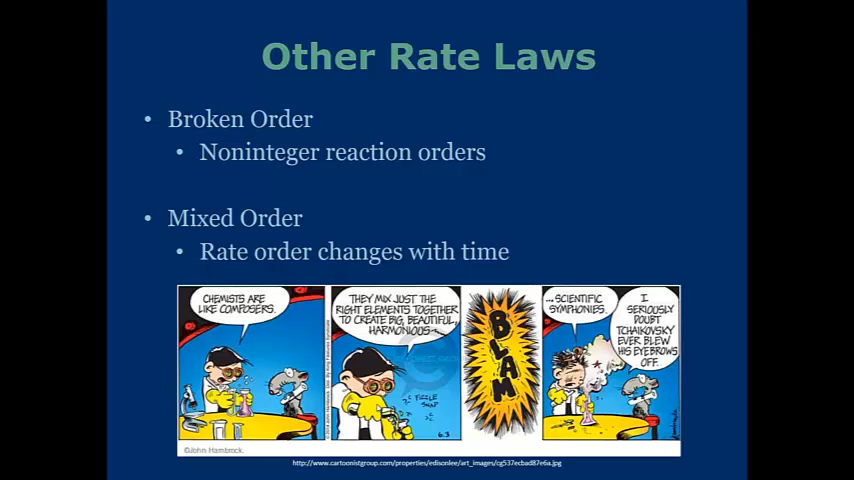 Other Rate Laws
• Broken Order
• Noninteger reaction orders
• Mixed Order
• Rate order changes with time
CHEMISTS ARE
LIKE COMPOSERS.
THEY MIX JUST THE
RIGHT ELEMENTS TOGETHER
TO CREATE BIG, BEAUTIFUL,
HARMONIOUS...
FIZZLE
SNAP
6.3
BLAM
...SCIENTIFIC
SYMPHONIES.
I
SERIOUSLY
DOUBT
TCHAIKOVSKY
EVER BLEW
HIS EYEBROWS
OFF.
©John Hambrock.
http://www.cartoonistgroup.com/properties/edisonlee/art_images/cg537ecbad87e6a.jpg